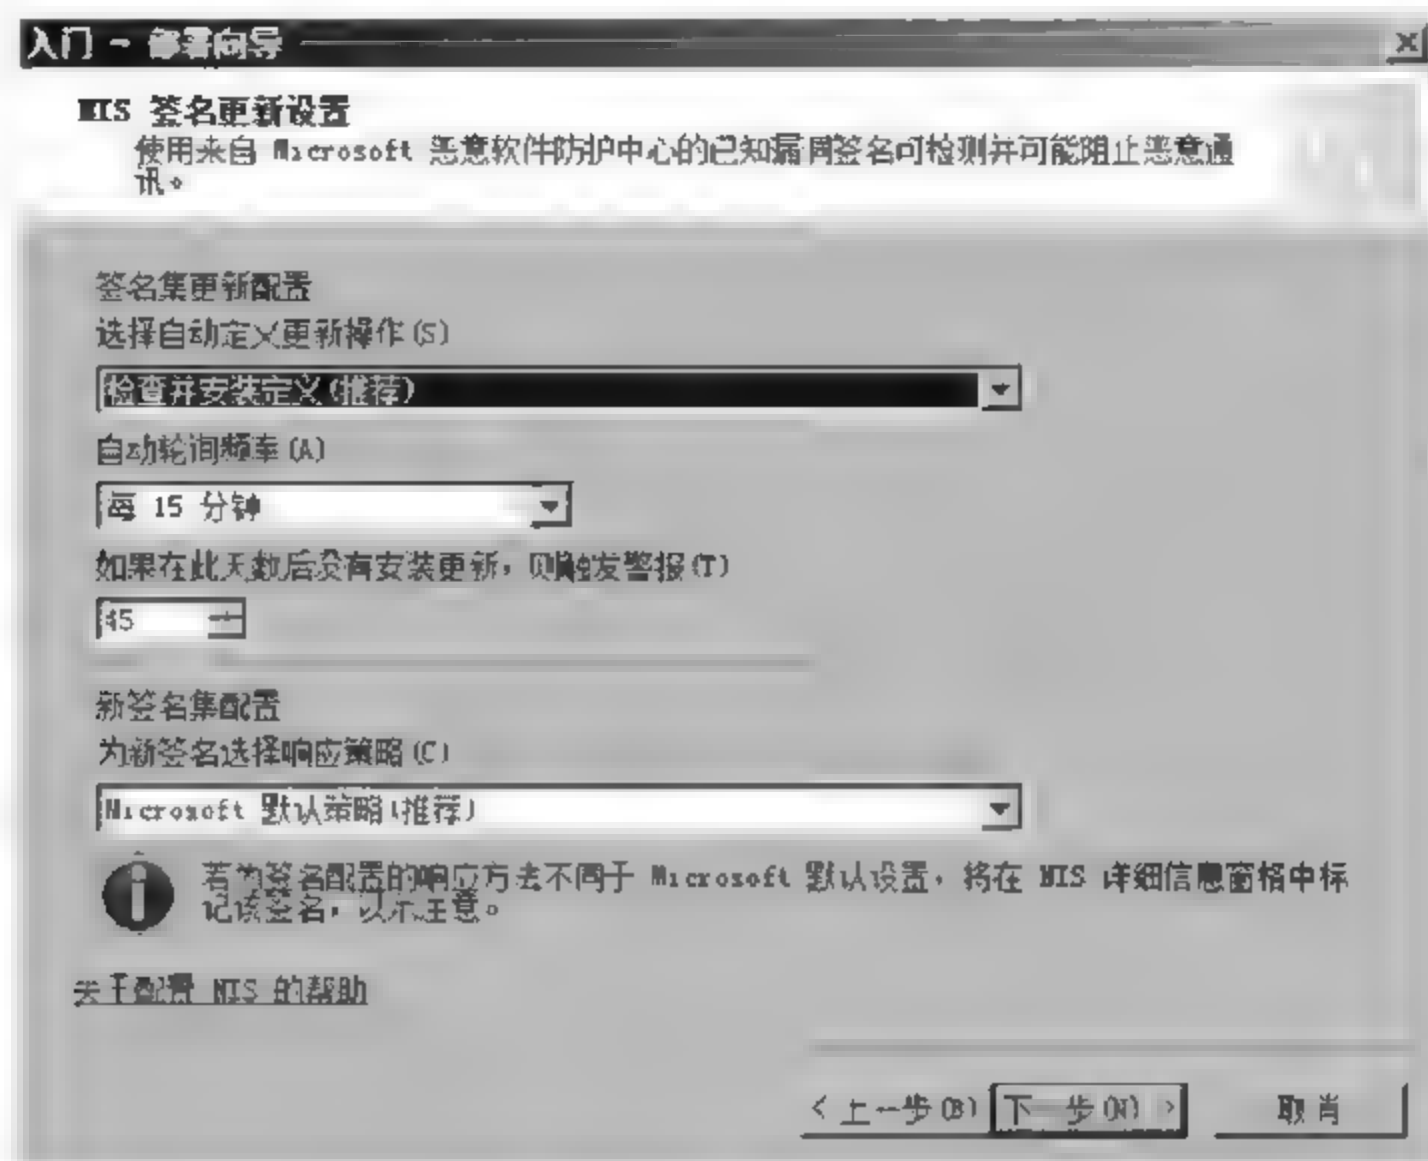 入门 - 部署向导
NIS 签名更新设置
使用来自 Microsoft 恶意软件防护中心的已知漏洞签名可检测并可能阻止恶意通
讯。
签名集更新配置
选择自动定义更新操作(S)
检查并安装定义(推荐)
自动轮询频率(A)
每 15 分钟
如果在此天数后没有安装更新，则触发警报(T)
45
新签名集配置
为新签名选择响应策略(C)
Microsoft 默认策略(推荐)
若为签名配置的响应方法不同于 Microsoft 默认设置，将在 NIS 详细信息窗格中标
记该签名，以示注意。
关于配置 NIS 的帮助
< 上一步(B) 下一步(N) > 取消